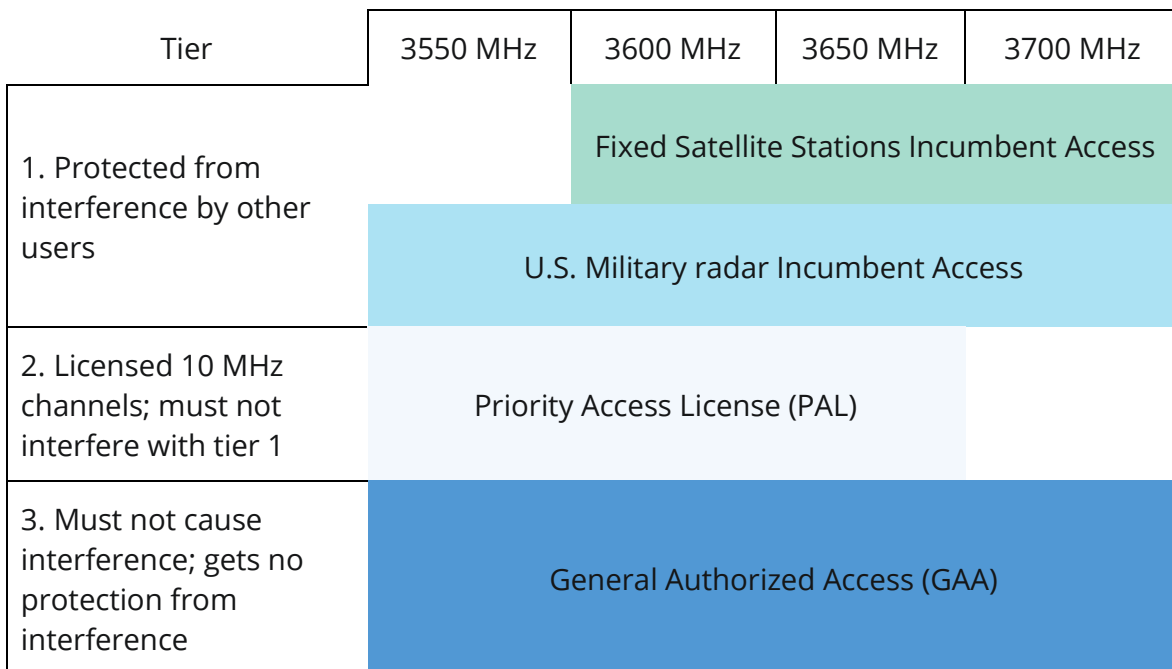 Tier
3550 MHz
3600 MHz
3650 MHz
3700 MHz
1. Protected from
interference by other
users
Fixed Satellite Stations Incumbent Access
U.S. Military radar Incumbent Access
2. Licensed 10 MHz
channels; must not
interfere with tier 1
Priority Access License (PAL)
3. Must not cause
interference; gets no
protection from
interference
General Authorized Access (GAA)